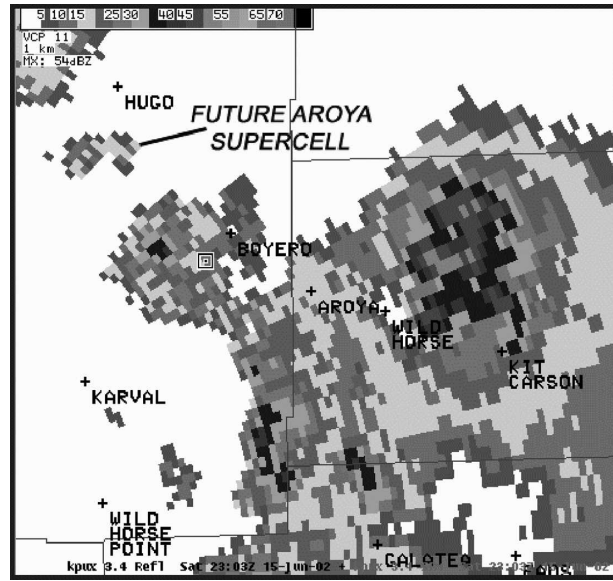 5 10 15 25 30 40 45 55 65 70
VCP 11
1 km
MX: 54dBZ
HUGO
FUTURE AROYA
SUPERCELL
BOYERO
AROYA
WILD
HORSE
KIT
CARSON
KARVAL
WILD
HORSE
POINT
GALATEA
EADS
kpux 3.4 Refl Sat 23:03Z 15-Jun-02